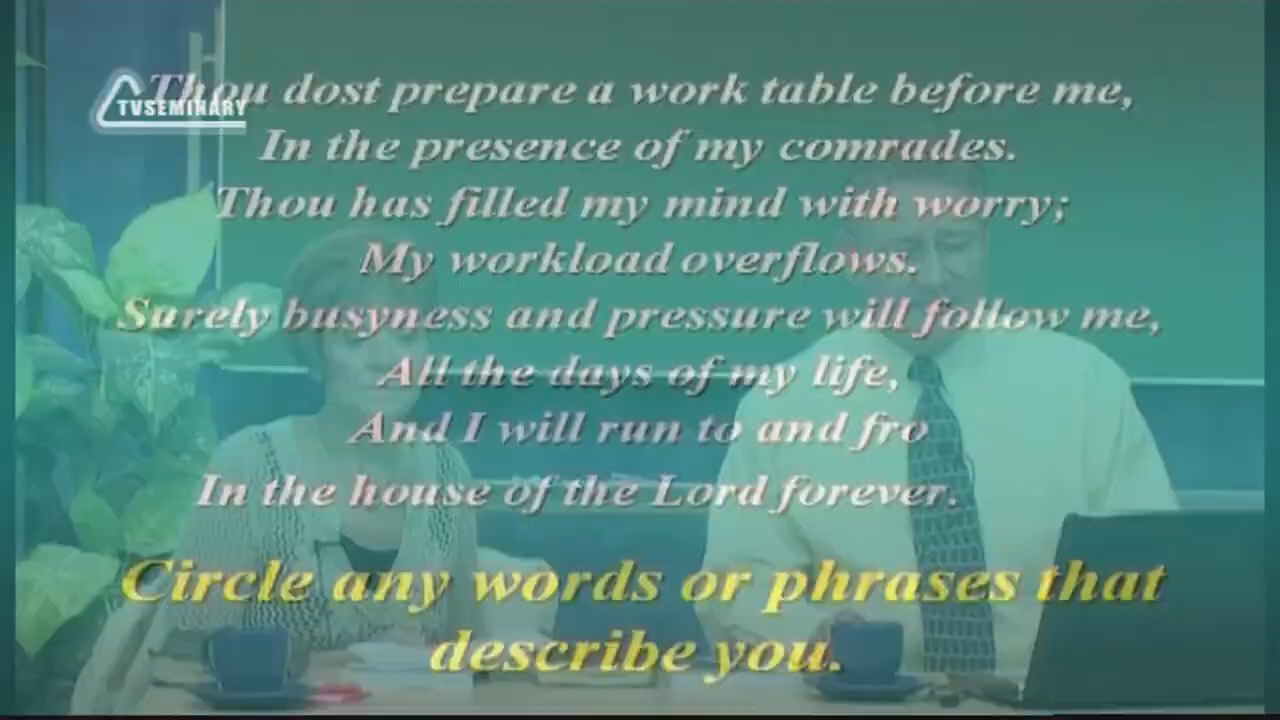 TVSEMINARY
Thou dost prepare a work table before me,
In the presence of my comrades.
Thou has filled my mind with worry;
My workload overflows.
Surely busyness and pressure will follow me,
All the days of my life,
And I will run to and fro
In the house of the Lord forever.
Circle any words or phrases that
describe you.